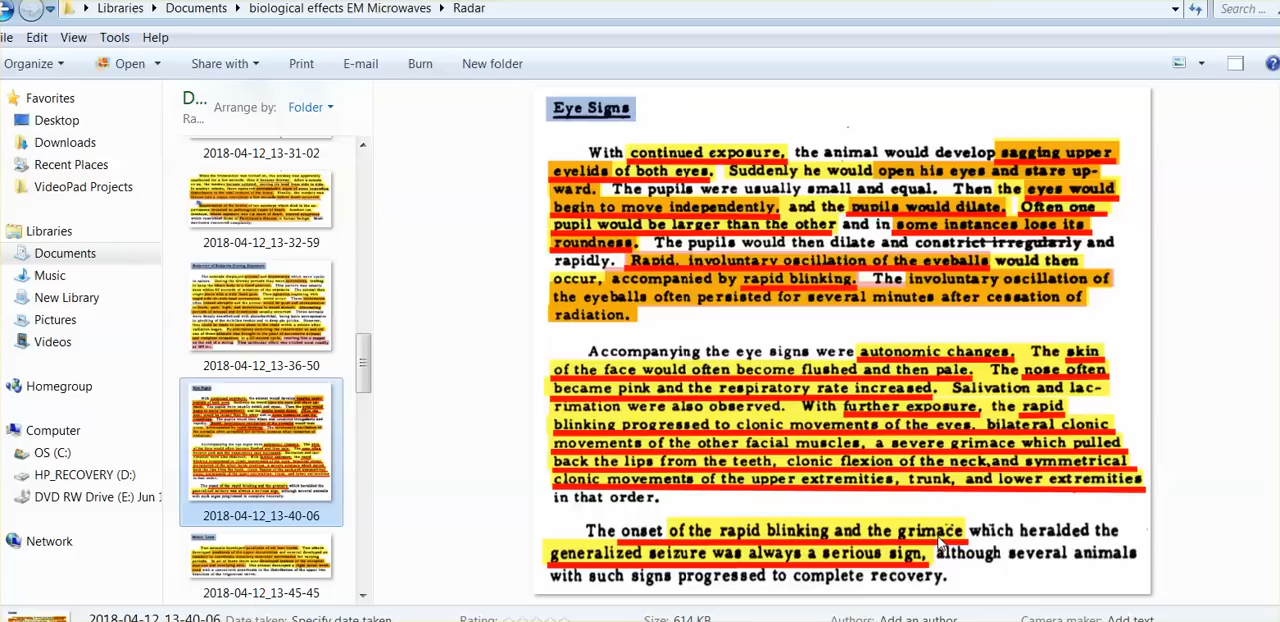 Libraries Documents biological effects EM Microwaves Radar Search ...
ile Edit View Tools Help
Organize Open Share with Print E-mail Burn New folder
Favorites
Desktop
Downloads
Recent Places
VideoPad Projects
Libraries
Documents
Music
New Library
Pictures
Videos
Homegroup
Computer
OS (C:)
HP_RECOVERY (D:)
DVD RW Drive (E:) Jun 1
Network
D... Arrange by: Folder
Ra...
2018-04-12_13-31-02
2018-04-12_13-32-59
2018-04-12_13-36-50
2018-04-12_13-40-06
2018-04-12_13-45-45
Eye Signs
With continued exposure, the animal would develop sagging upper
eyelids of both eyes. Suddenly he would open his eyes and stare up-
ward. The pupils were usually small and equal. Then the eyes would
begin to move independently, and the pupils would dilate. Often one
pupil would be larger than the other and in some instances lose its
roundness. The pupils would then dilate and constrict irregularly and
rapidly. Rapid, involuntary oscillation of the eyeballs would then
occur, accompanied by rapid blinking. The involuntary oscillation of
the eyeballs often persisted for several minutes after cessation of
radiation.
Accompanying the eye signs were autonomic changes. The skin
of the face would often become flushed and then pale. The nose often
became pink and the respiratory rate increased. Salivation and lac-
rimation were also observed. With further exposure, the rapid
blinking progressed to clonic movements of the eyes, bilateral clonic
movements of the other facial muscles, a severe grimace which pulled
back the lips from the teeth, clonic flexion of the neck, and symmetrical
clonic movements of the upper extremities, trunk, and lower extremities
in that order.
The onset of the rapid blinking and the grimace which heralded the
generalized seizure was always a serious sign, although several animals
with such signs progressed to complete recovery.
2018-04-12_13-40-06 Date taken: Specify date taken Rating: Size: 614 KB Authors: Add an author Camera maker: Add text